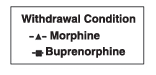 Withdrawal Condition
-▲- Morphine
-■ Buprenorphine